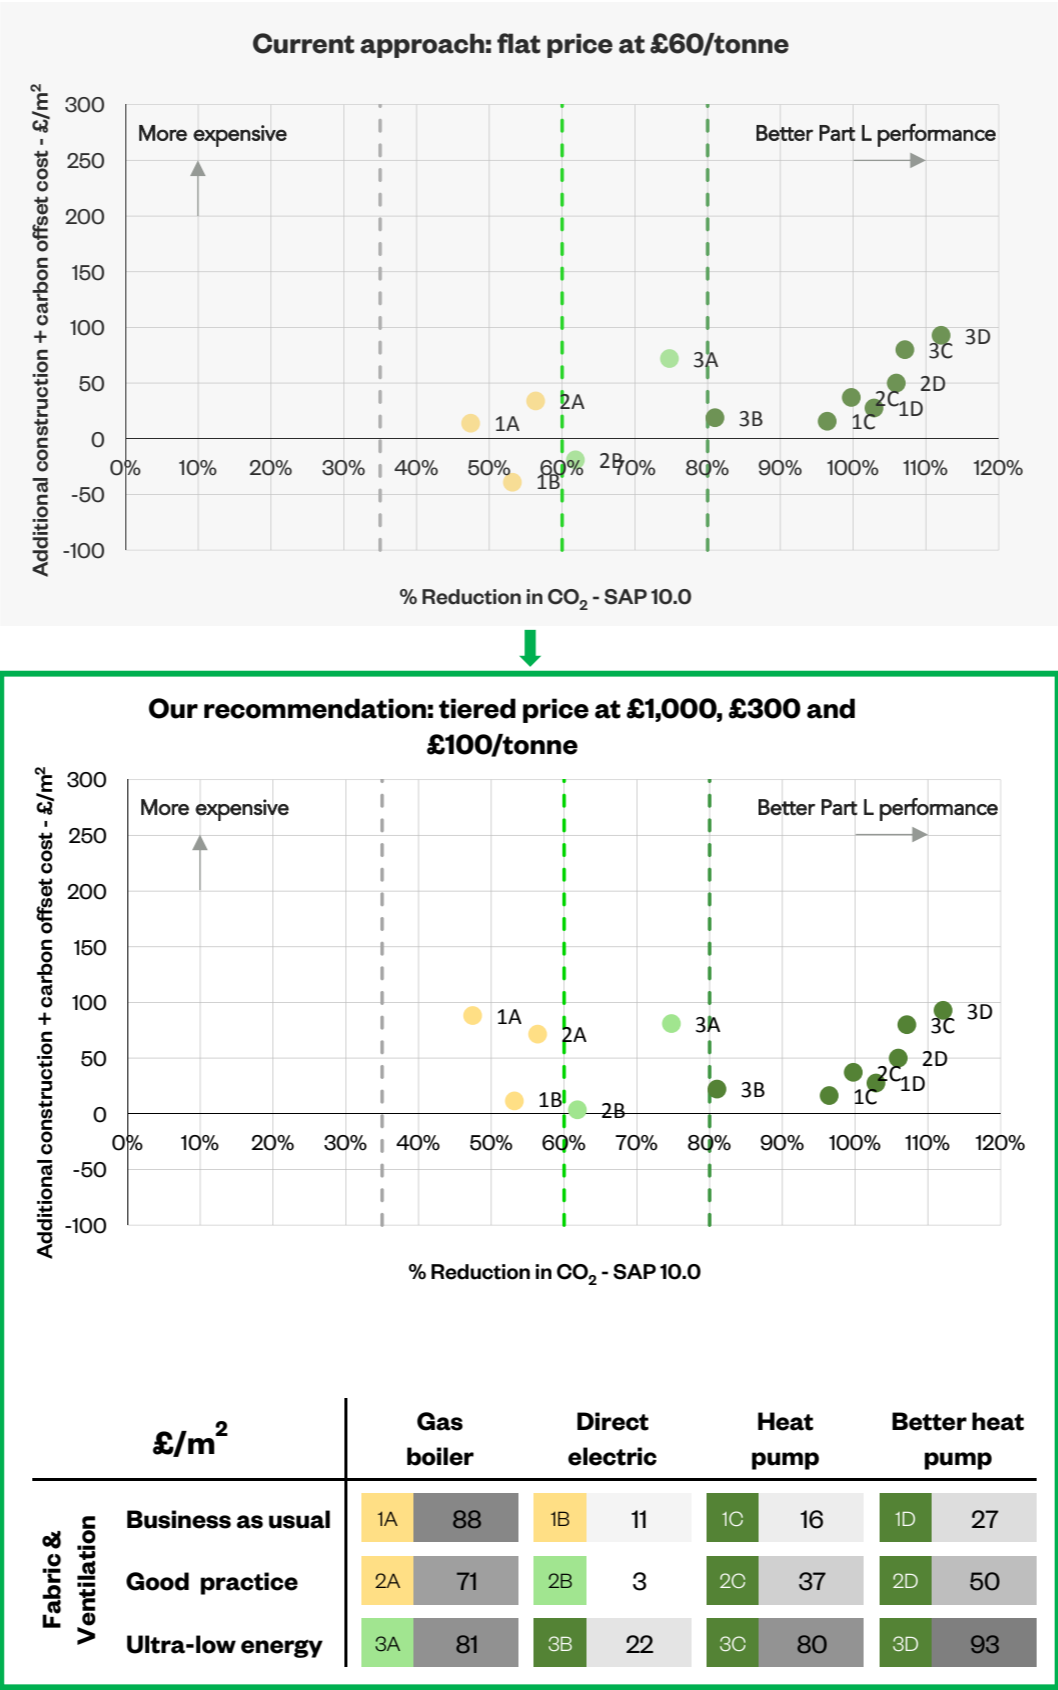 Current approach: flat price at £60/tonne
Additional construction + carbon offset cost - £/m²
300
250
200
150
100
50
0
-50
-100
More expensive
Better Part L performance
1A
2A
1B
2B
3A
3B
1C
2C
1D
2D
3C
3D
0%
10%
20%
30%
40%
50%
60%
70%
80%
90%
100%
110%
120%
% Reduction in CO₂ - SAP 10.0
Our recommendation: tiered price at £1,000, £300 and
£100/tonne
Additional construction + carbon offset cost - £/m²
300
250
200
150
100
50
0
-50
-100
More expensive
Better Part L performance
1A
2A
1B
2B
3A
3B
1C
2C
1D
2D
3C
3D
0%
10%
20%
30%
40%
50%
60%
70%
80%
90%
100%
110%
120%
% Reduction in CO₂ - SAP 10.0
£/m²
Gas
boiler
Direct
electric
Heat
pump
Better heat
pump
Fabric &
Ventilation
Business as usual 1A 88 1B 11 1C 16 1D 27
Good practice 2A 71 2B 3 2C 37 2D 50
Ultra-low energy 3A 81 3B 22 3C 80 3D 93